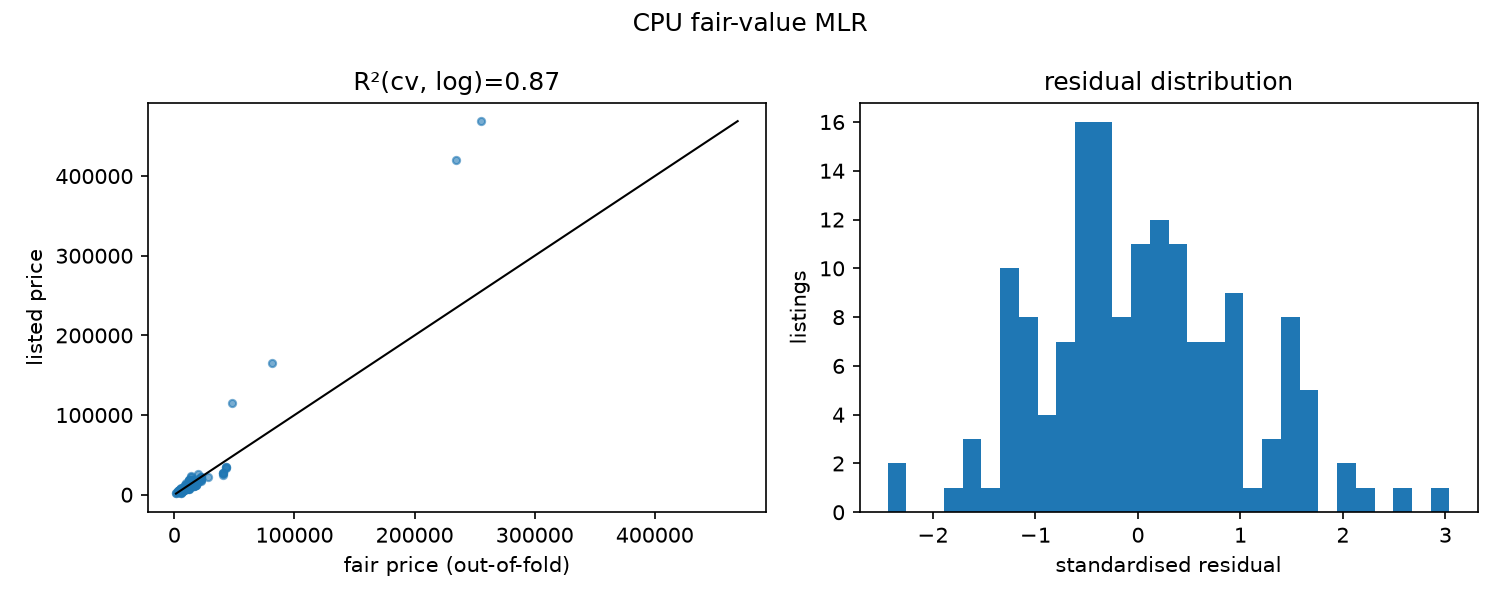 CPU fair-value MLR
R²(cv, log)=0.87
400000
300000
200000
100000
0
listed price
0 100000 200000 300000 400000
fair price (out-of-fold)
residual distribution
16
14
12
10
8
6
4
2
0
listings
−2 −1 0 1 2 3
standardised residual